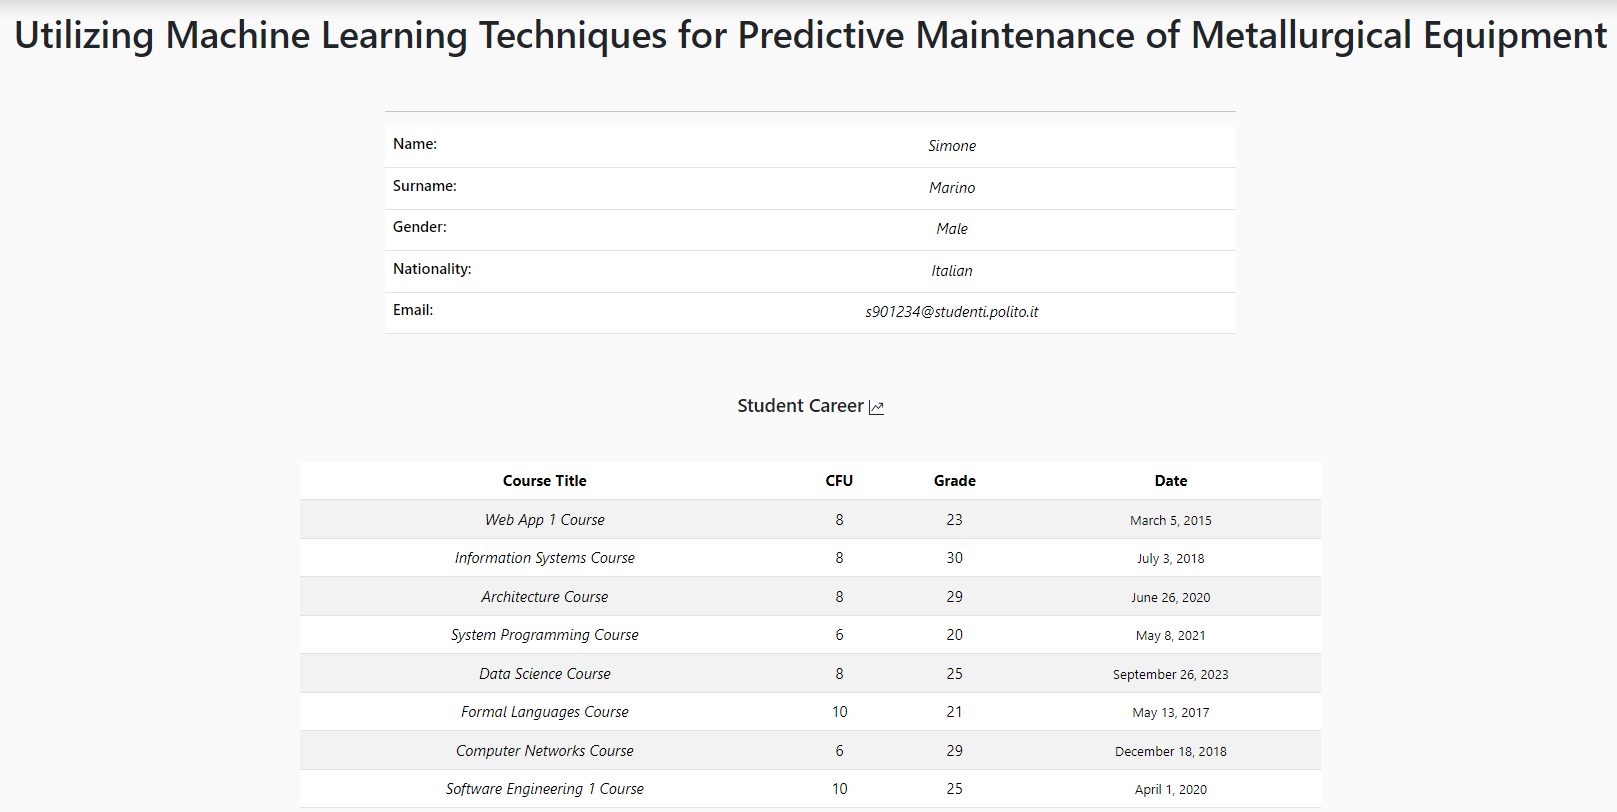 Utilizing Machine Learning Techniques for Predictive Maintenance of Metallurgical Equipment
Name: Simone
Surname: Marino
Gender: Male
Nationality: Italian
Email: s901234@studenti.polito.it
Student Career
Course Title CFU Grade Date
Web App 1 Course 8 23 March 5, 2015
Information Systems Course 8 30 July 3, 2018
Architecture Course 8 29 June 26, 2020
System Programming Course 6 20 May 8, 2021
Data Science Course 8 25 September 26, 2023
Formal Languages Course 10 21 May 13, 2017
Computer Networks Course 6 29 December 18, 2018
Software Engineering 1 Course 10 25 April 1, 2020